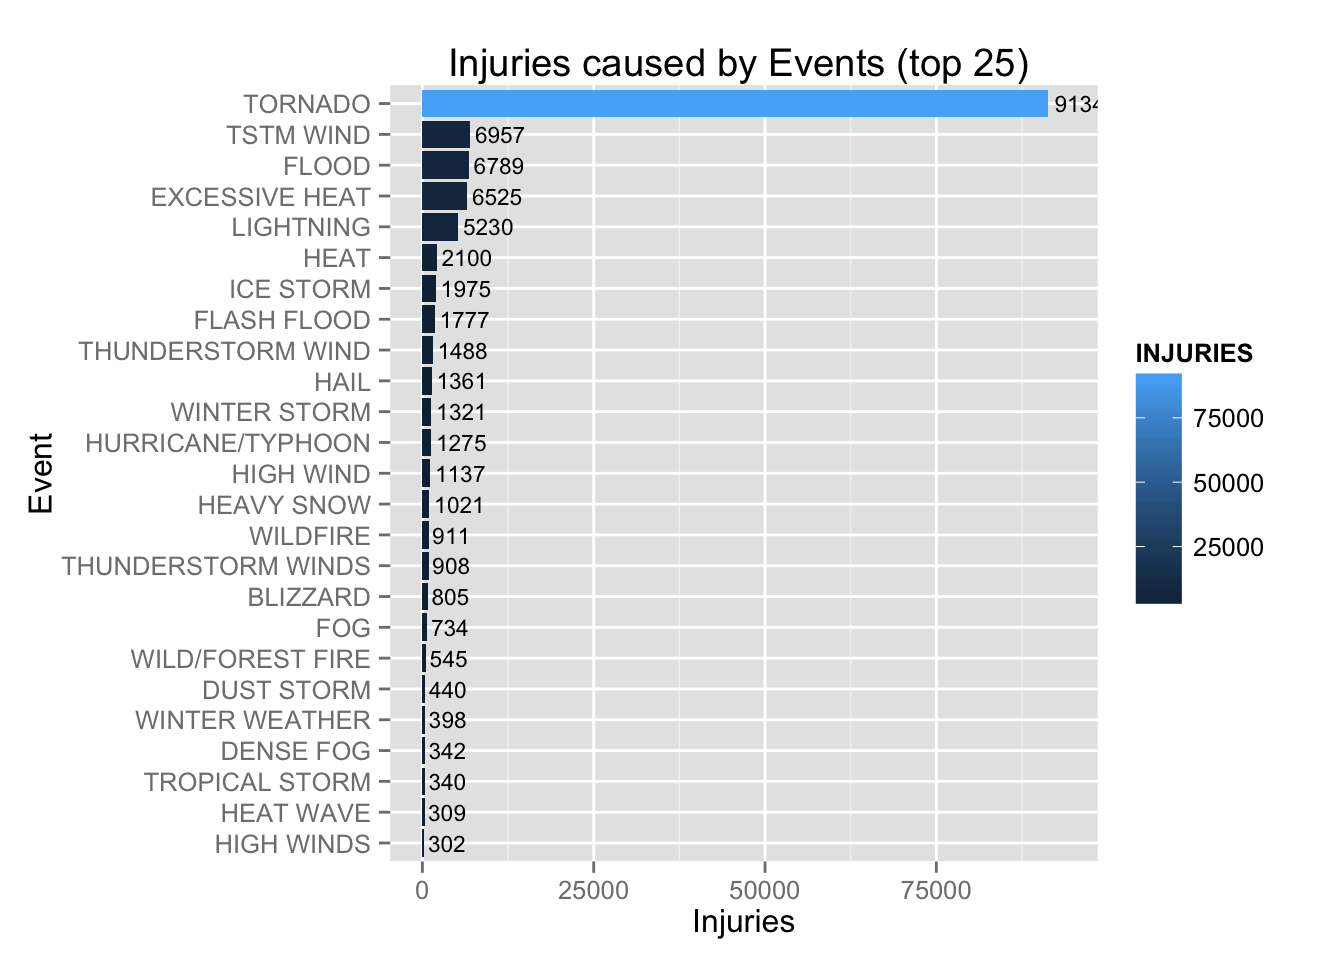 Injuries caused by Events (top 25)
TORNADO 9134
TSTM WIND 6957
FLOOD 6789
EXCESSIVE HEAT 6525
LIGHTNING 5230
HEAT 2100
ICE STORM 1975
FLASH FLOOD 1777
THUNDERSTORM WIND 1488
HAIL 1361
WINTER STORM 1321
HURRICANE/TYPHOON 1275
HIGH WIND 1137
HEAVY SNOW 1021
WILDFIRE 911
THUNDERSTORM WINDS 908
BLIZZARD 805
FOG 734
WILD/FOREST FIRE 545
DUST STORM 440
WINTER WEATHER 398
DENSE FOG 342
TROPICAL STORM 340
HEAT WAVE 309
HIGH WINDS 302
0 25000 50000 75000
Injuries
Event
INJURIES
75000
50000
25000